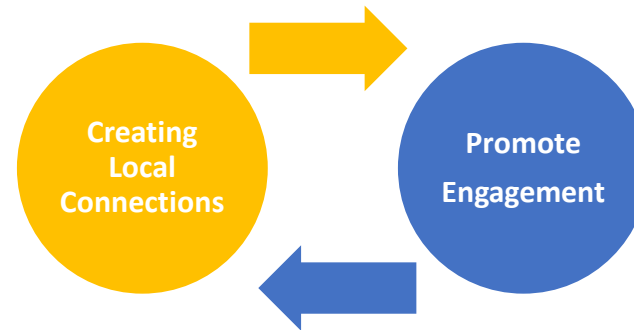 Creating
Local
Connections
Promote
Engagement